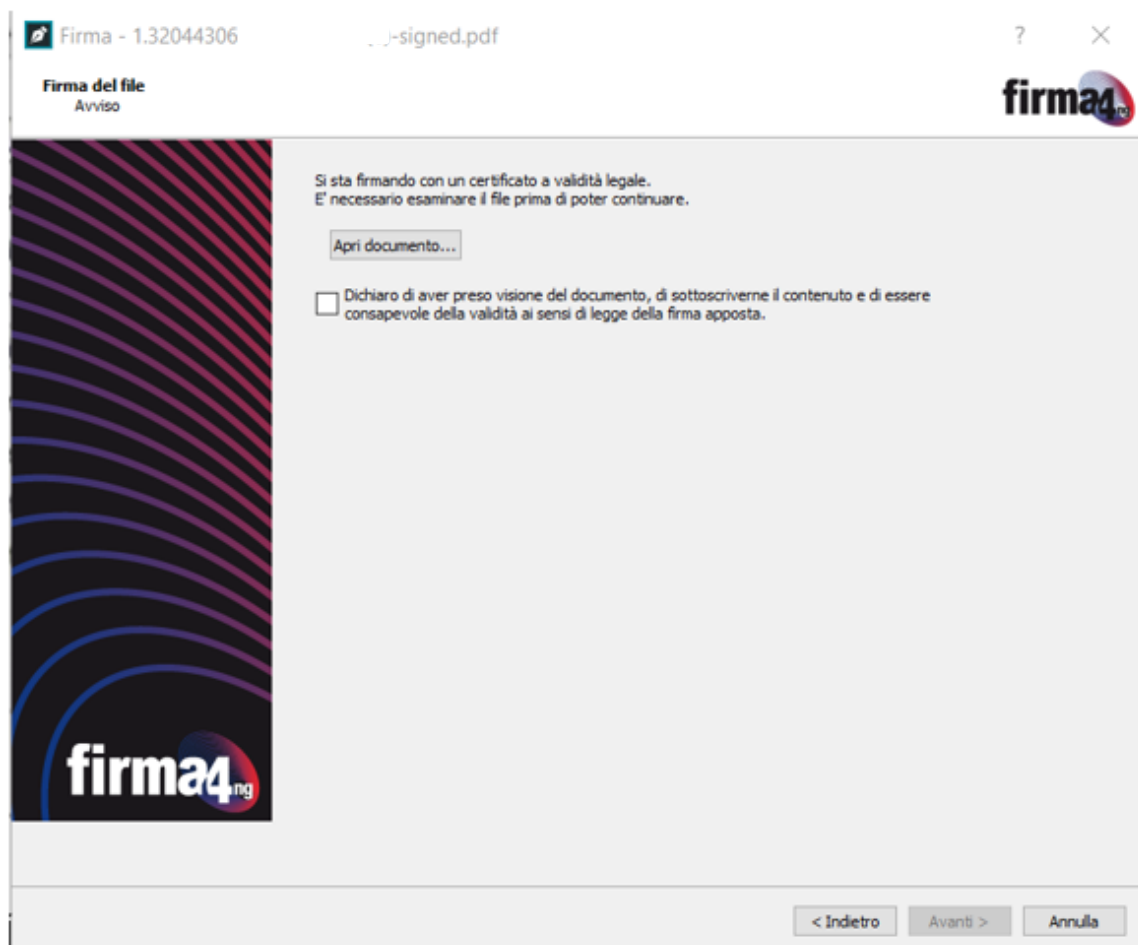 Firma - 1.32044306 -signed.pdf
?
Firma del file
Avviso
firma4ng
Si sta firmando con un certificato a validità legale.
E' necessario esaminare il file prima di poter continuare.
Apri documento...
Dichiaro di aver preso visione del documento, di sottoscriverne il contenuto e di essere
consapevole della validità ai sensi di legge della firma apposta.
firma4ng
< Indietro
Avanti >
Annulla